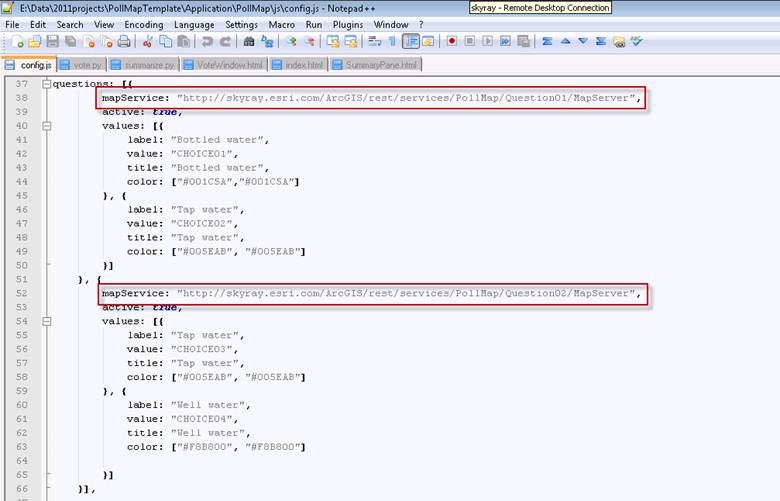 E:\Data\2011projects\PollMapTemplate\Application\PollMap\js\config.js - Notepad++
skyray - Remote Desktop Connection
File Edit Search View Encoding Language Settings Macro Run Plugins Window ?
config.js vote.py summarize.py VoteWindow.html index.html SummaryPane.html
37 questions: [{
38 mapService: "http://skyray.esri.com/ArcGIS/rest/services/PollMap/Question01/MapServer",
39 active: true,
40 values: [{
41 label: "Bottled water",
42 value: "CHOICE01",
43 title: "Bottled water",
44 color: ["#001C5A","#001C5A"]
45 }, {
46 label: "Tap water",
47 value: "CHOICE02",
48 title: "Tap water",
49 color: ["#005EAB", "#005EAB"]
50 }]
51 }, {
52 mapService: "http://skyray.esri.com/ArcGIS/rest/services/PollMap/Question02/MapServer",
53 active: true,
54 values: [{
55 label: "Tap water",
56 value: "CHOICE03",
57 title: "Tap water",
58 color: ["#005EAB", "#005EAB"]
59 }, {
60 label: "Well water",
61 value: "CHOICE04",
62 title: "Well water",
63 color: ["#F8B800", "#F8B800"]
64
65 }]
66 }],